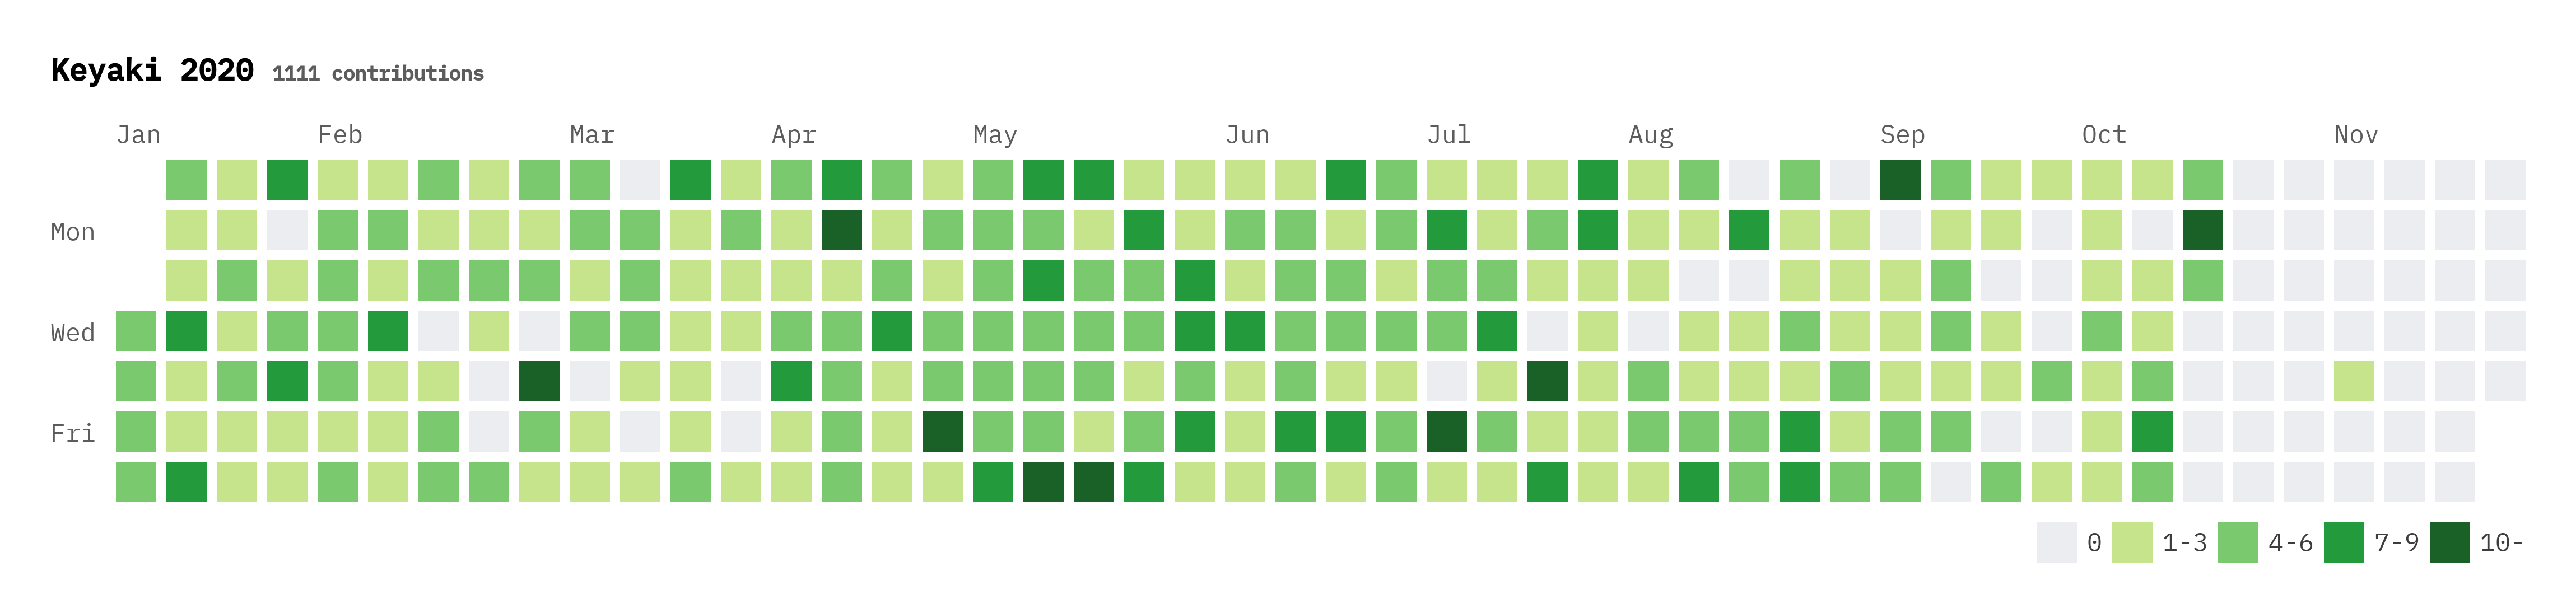 Keyaki 2020 1111 contributions
Jan Feb Mar Apr May Jun Jul Aug Sep Oct Nov
Mon
Wed
Fri
0 1-3 4-6 7-9 10-